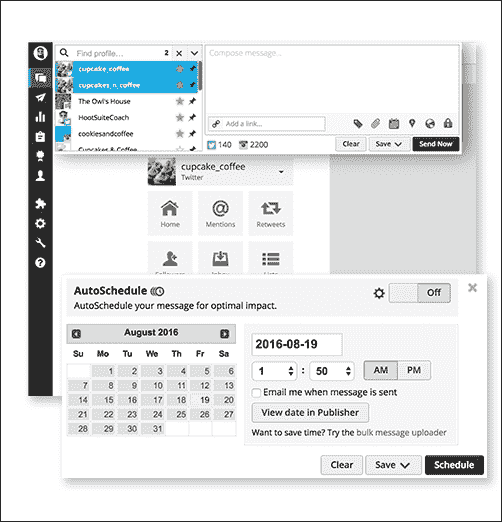 Find profile...
2
cupcake_coffee
cupcakes_n_coffee
The Owl's House
HootSuiteCoach
cookiesandcoffee
Cupcakes & Coffee
Compose message...
Add a link...
140
2200
Clear
Save
Send Now
cupcake_coffee
Twitter
Home
Mentions
Retweets
Followers
Inbox
Lists
AutoSchedule
Off
AutoSchedule your message for optimal impact.
August 2016
Su Mo Tu We Th Fr Sa
1 2 3 4 5 6
7 8 9 10 11 12 13
14 15 16 17 18 19 20
21 22 23 24 25 26 27
28 29 30 31
2016-08-19
1 : 50 AM PM
Email me when message is sent
View date in Publisher
Want to save time? Try the bulk message uploader
Clear
Save
Schedule